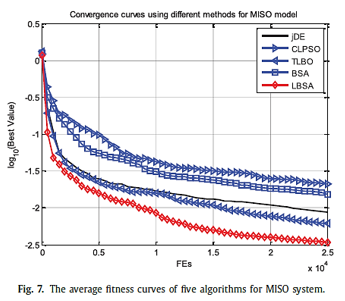 Convergence curves using different methods for MISO model
0.5
0
-0.5
-1
-1.5
-2
-2.5
log10(Best Value)
jDE
CLPSO
TLBO
BSA
LBSA
0 0.5 1 1.5 2 2.5
FEs
x 10^4
Fig. 7. The average fitness curves of five algorithms for MISO system.